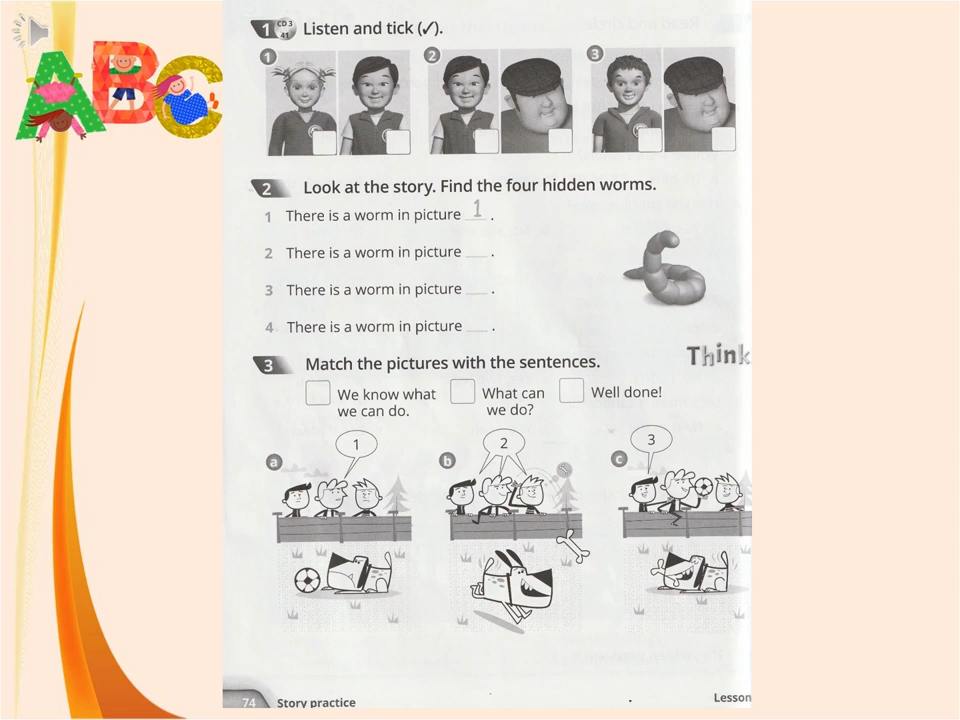 ABC
1 CD 3 41 Listen and tick (✓).
1 2 3
2 Look at the story. Find the four hidden worms.
1 There is a worm in picture 1 .
2 There is a worm in picture ___ .
3 There is a worm in picture ___ .
4 There is a worm in picture ___ .
Think
3 Match the pictures with the sentences.
We know what
we can do.
What can
we do?
Well done!
1 2 3
a b c
74 Story practice
Lesson